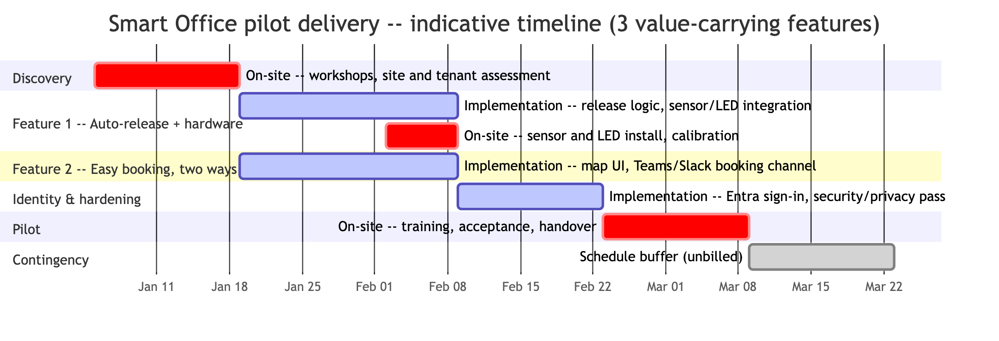 Smart Office pilot delivery -- indicative timeline (3 value-carrying features)
Discovery
On-site -- workshops, site and tenant assessment
Implementation -- release logic, sensor/LED integration
Feature 1 -- Auto-release + hardware
On-site -- sensor and LED install, calibration
Feature 2 -- Easy booking, two ways
Implementation -- map UI, Teams/Slack booking channel
Identity & hardening
Implementation -- Entra sign-in, security/privacy pass
Pilot
On-site -- training, acceptance, handover
Contingency
Schedule buffer (unbilled)
Jan 11 Jan 18 Jan 25 Feb 01 Feb 08 Feb 15 Feb 22 Mar 01 Mar 08 Mar 15 Mar 22